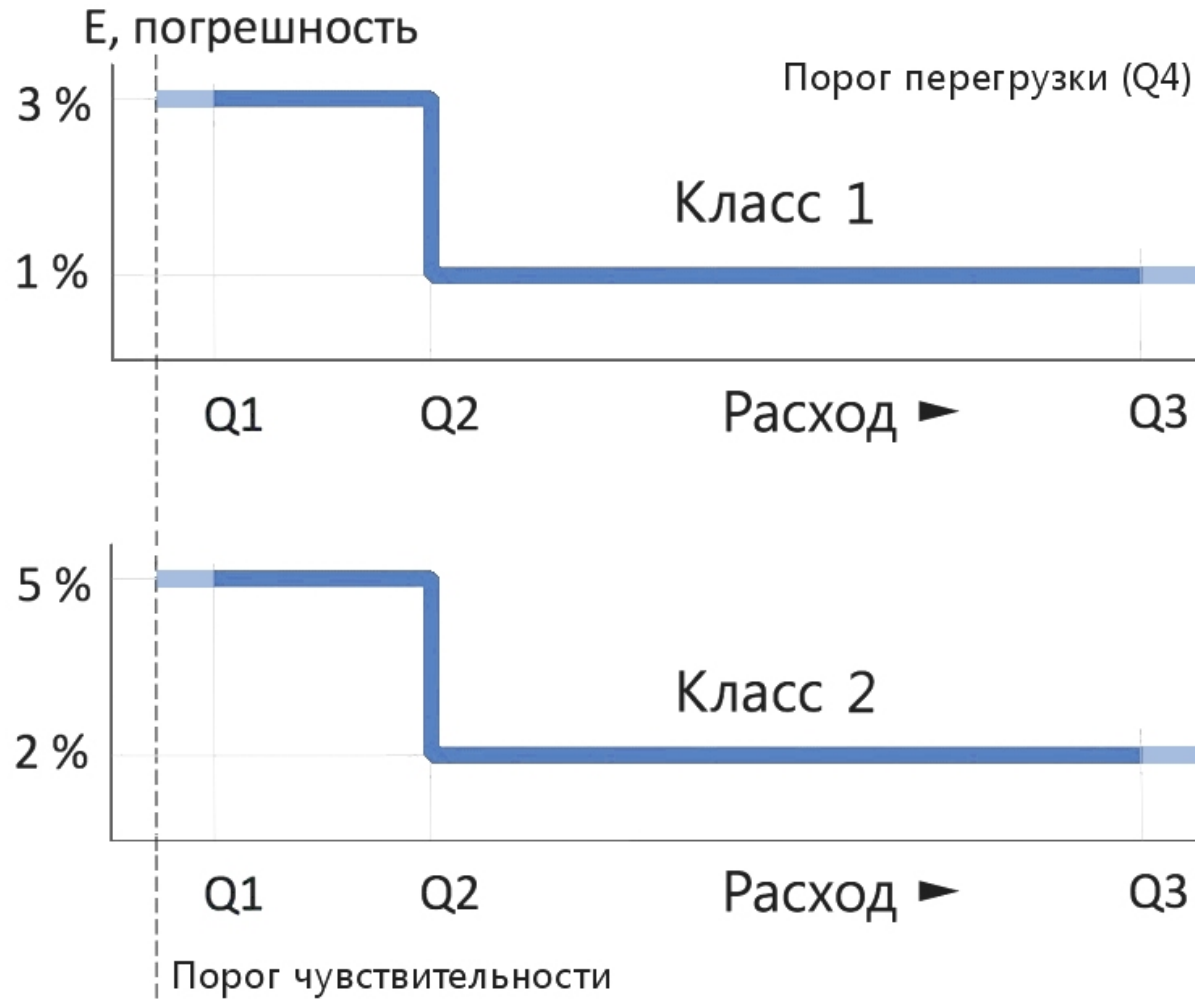 E, погрешность
Порог перегрузки (Q4)
3 %
Класс 1
1 %
Q1 Q2 Расход ► Q3
5 %
Класс 2
2 %
Q1 Q2 Расход ► Q3
Порог чувствительности